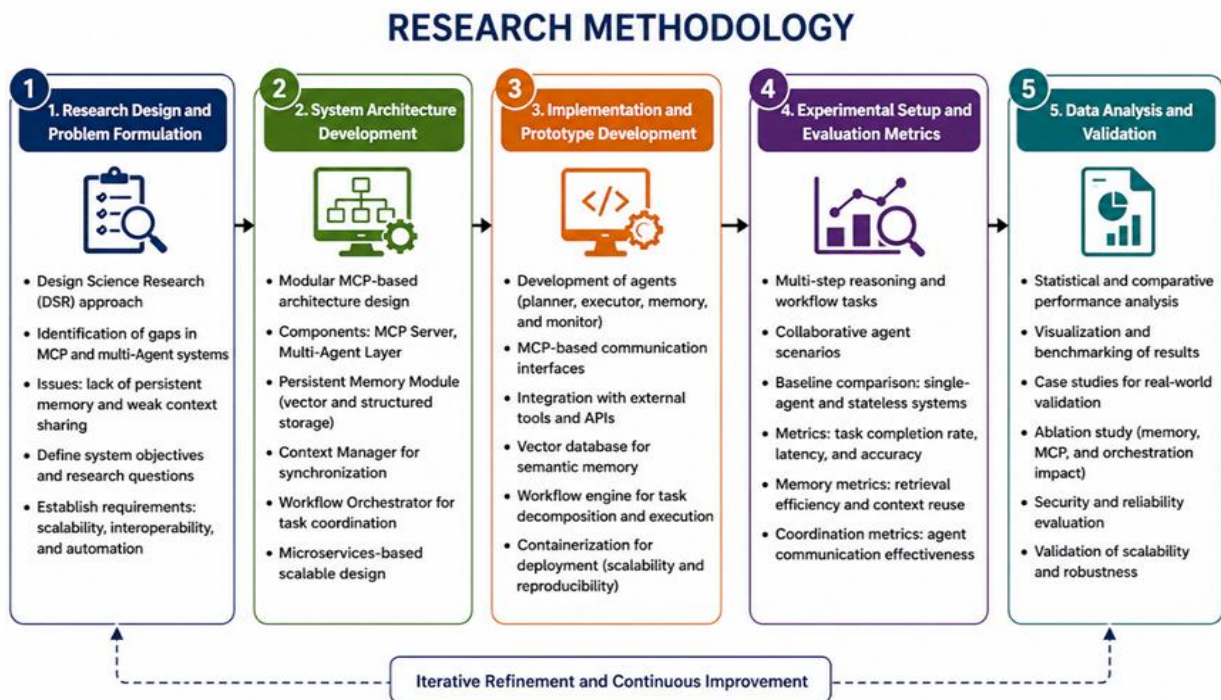 RESEARCH METHODOLOGY
1
1. Research Design and
Problem Formulation
• Design Science Research
(DSR) approach
• Identification of gaps in
MCP and multi-Agent systems
• Issues: lack of persistent
memory and weak context
sharing
• Define system objectives
and research questions
• Establish requirements:
scalability, interoperability,
and automation
2
2. System Architecture
Development
• Modular MCP-based
architecture design
• Components: MCP Server,
Multi-Agent Layer
• Persistent Memory Module
(vector and structured
storage)
• Context Manager for
synchronization
• Workflow Orchestrator for
task coordination
• Microservices-based
scalable design
3
3. Implementation and
Prototype Development
</>
• Development of agents
(planner, executor, memory,
and monitor)
• MCP-based communication
interfaces
• Integration with external
tools and APIs
• Vector database for
semantic memory
• Workflow engine for task
decomposition and execution
• Containerization for
deployment (scalability and
reproducibility)
4
4. Experimental Setup and
Evaluation Metrics
• Multi-step reasoning and
workflow tasks
• Collaborative agent
scenarios
• Baseline comparison: single-
agent and stateless systems
• Metrics: task completion rate,
latency, and accuracy
• Memory metrics: retrieval
efficiency and context reuse
• Coordination metrics: agent
communication effectiveness
5
5. Data Analysis and
Validation
• Statistical and comparative
performance analysis
• Visualization and
benchmarking of results
• Case studies for real-world
validation
• Ablation study (memory,
MCP, and orchestration
impact)
• Security and reliability
evaluation
• Validation of scalability
and robustness
Iterative Refinement and Continuous Improvement